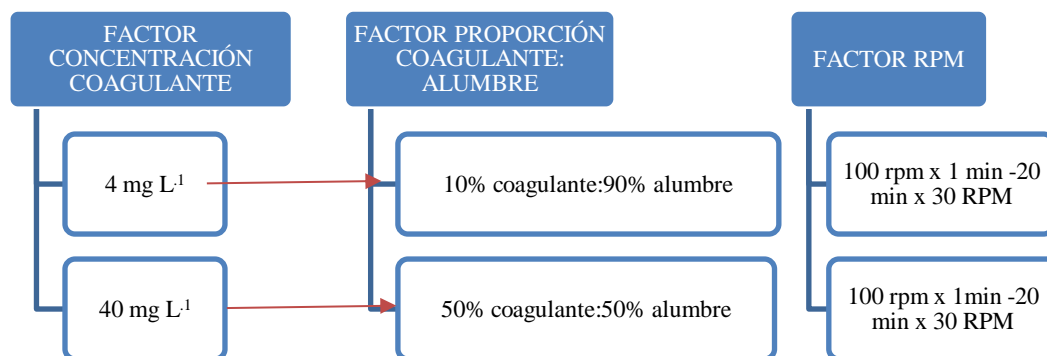 FACTOR
CONCENTRACIÓN
COAGULANTE
4 mg L.1
40 mg L.1
FACTOR PROPORCIÓN
COAGULANTE:
ALUMBRE
10% coagulante:90% alumbre
50% coagulante:50% alumbre
FACTOR RPM
100 rpm x 1 min -20
min x 30 RPM
100 rpm x 1min -20
min x 30 RPM